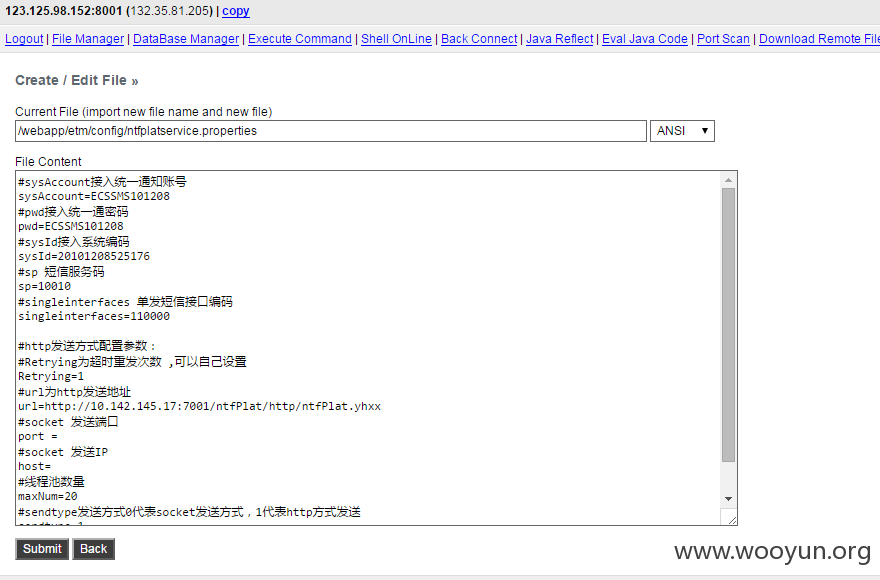 123.125.98.152:8001 (132.35.81.205) | copy
Logout | File Manager | DataBase Manager | Execute Command | Shell OnLine | Back Connect | Java Reflect | Eval Java Code | Port Scan | Download Remote File
Create / Edit File »
Current File (import new file name and new file)
/webapp/etm/config/ntfplatservice.properties ANSI
File Content
#sysAccount接入统一通知账号
sysAccount=ECSSMS101208
#pwd接入统一通密码
pwd=ECSSMS101208
#sysId接入系统编码
sysId=20101208525176
#sp 短信服务码
sp=10010
#singleinterfaces 单发短信接口编码
singleinterfaces=110000
#http发送方式配置参数：
#Retrying为超时重发次数 ,可以自己设置
Retrying=1
#url为http发送地址
url=http://10.142.145.17:7001/ntfPlat/http/ntfPlat.yhxx
#socket 发送端口
port =
#socket 发送IP
host=
#线程池数量
maxNum=20
#sendtype发送方式0代表socket发送方式，1代表http方式发送
Submit Back
www.wooyun.org